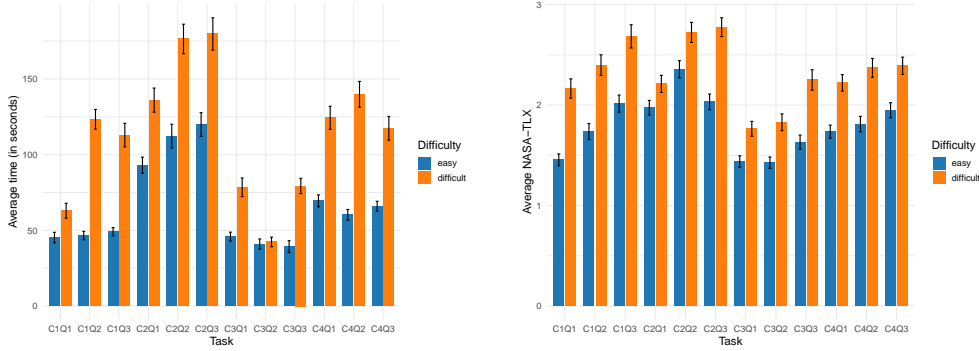 Average time (in seconds)
150
100
50
0
C1Q1 C1Q2 C1Q3 C2Q1 C2Q2 C2Q3 C3Q1 C3Q2 C3Q3 C4Q1 C4Q2 C4Q3
Task
Difficulty
easy
difficult
Average NASA−TLX
3
2
1
0
C1Q1 C1Q2 C1Q3 C2Q1 C2Q2 C2Q3 C3Q1 C3Q2 C3Q3 C4Q1 C4Q2 C4Q3
Task
Difficulty
easy
difficult